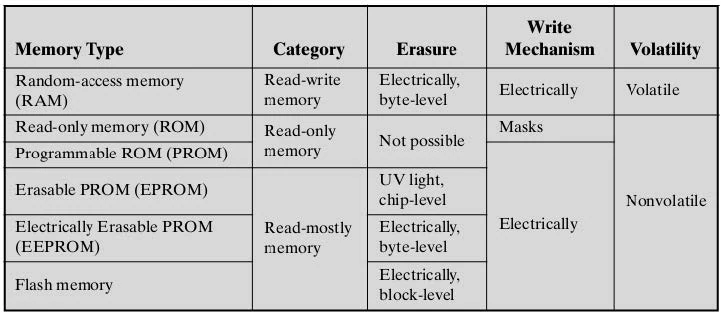 Memory Type Category Erasure Write Mechanism Volatility
Random-access memory (RAM) Read-write memory Electrically, byte-level Electrically Volatile
Read-only memory (ROM) Read-only memory Not possible Masks Nonvolatile
Programmable ROM (PROM) Electrically
Erasable PROM (EPROM) Read-mostly memory UV light, chip-level
Electrically Erasable PROM (EEPROM) Electrically, byte-level
Flash memory Electrically, block-level